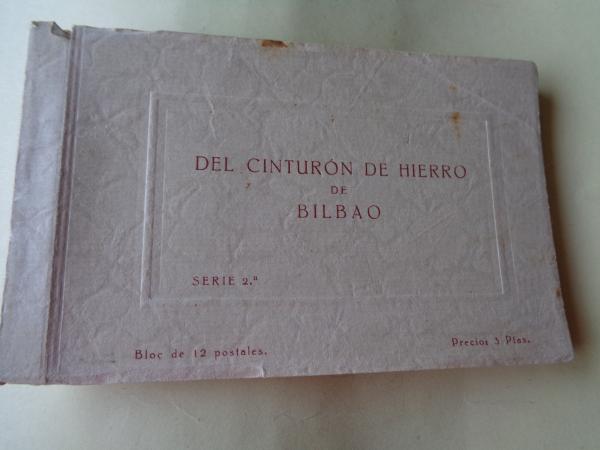 DEL CINTURÓN DE HIERRO
DE
BILBAO
SERIE 2.ª
Bloc de 12 postales.
Precio: 3 Ptas.